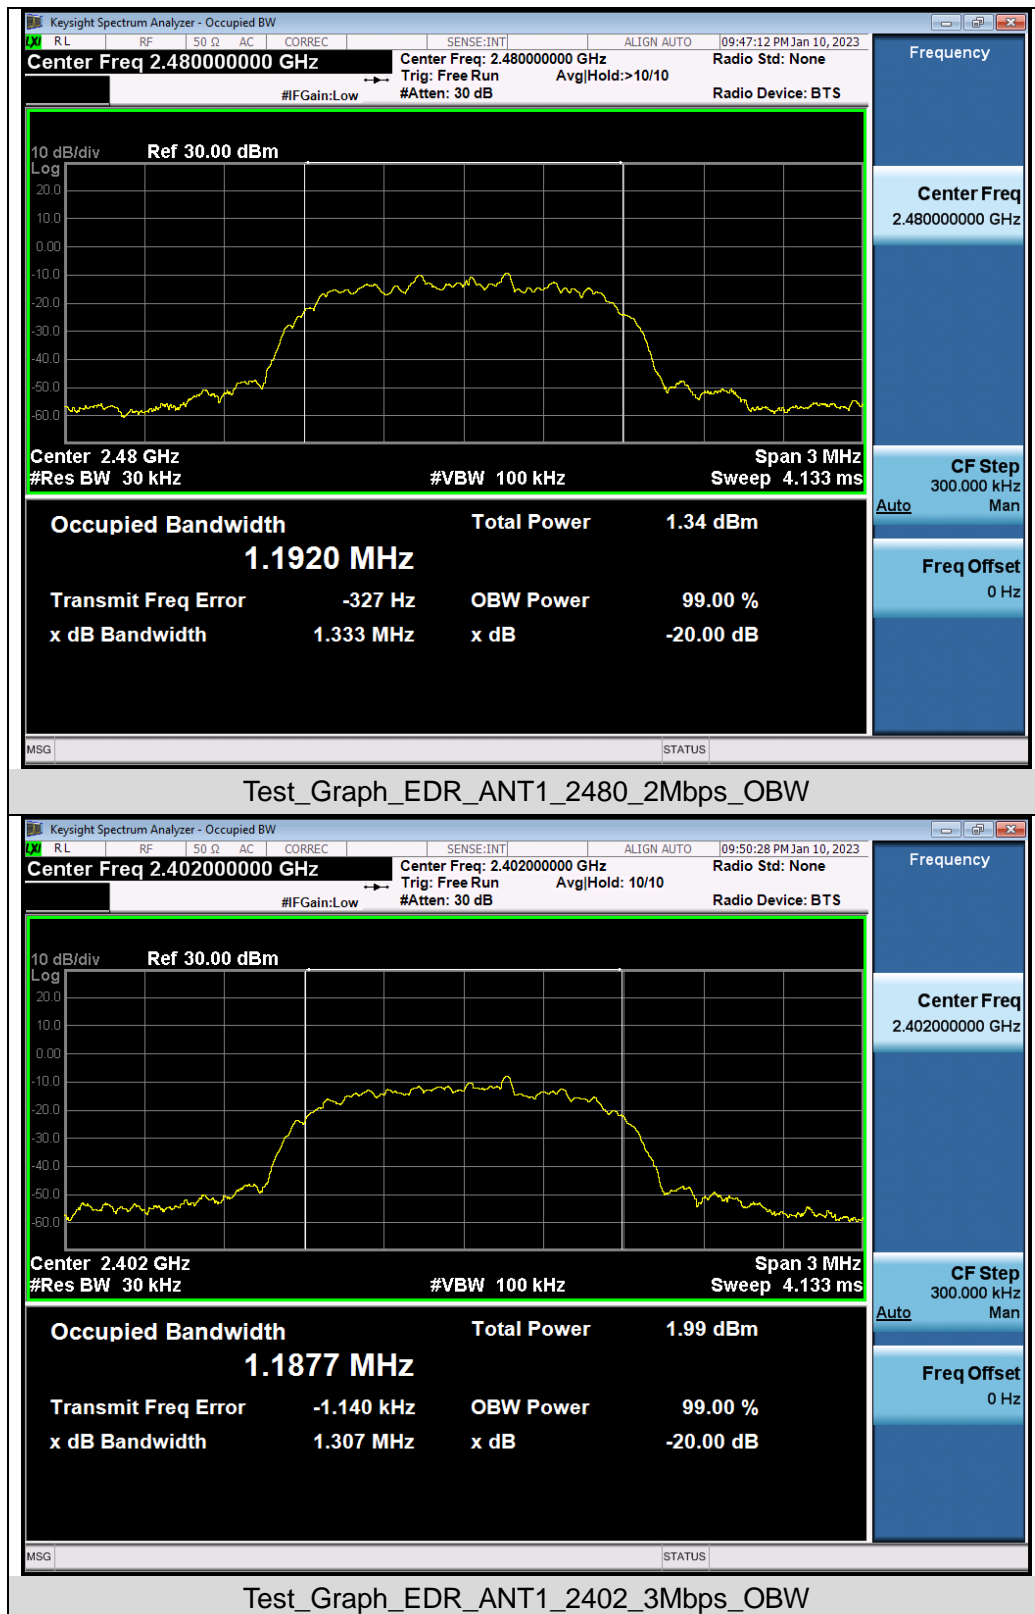 Keysight Spectrum Analyzer - Occupied BW
LXI RL RF 50 Ω AC CORREC SENSE:INT ALIGN AUTO 09:47:12 PM Jan 10, 2023
Center Freq 2.480000000 GHz
Center Freq: 2.480000000 GHz Radio Std: None
Trig: Free Run Avg|Hold:>10/10
#IFGain:Low #Atten: 30 dB Radio Device: BTS
Frequency
10 dB/div Ref 30.00 dBm
Log
20.0
10.0
0.00
-10.0
-20.0
-30.0
-40.0
-50.0
-60.0
Center Freq
2.480000000 GHz
Center 2.48 GHz Span 3 MHz
#Res BW 30 kHz #VBW 100 kHz Sweep 4.133 ms
CF Step
300.000 kHz
Auto Man
Occupied Bandwidth Total Power 1.34 dBm
1.1920 MHz
Freq Offset
0 Hz
Transmit Freq Error -327 Hz OBW Power 99.00 %
x dB Bandwidth 1.333 MHz x dB -20.00 dB
MSG STATUS
Test_Graph_EDR_ANT1_2480_2Mbps_OBW
Keysight Spectrum Analyzer - Occupied BW
LXI RL RF 50 Ω AC CORREC SENSE:INT ALIGN AUTO 09:50:28 PM Jan 10, 2023
Center Freq 2.402000000 GHz
Center Freq: 2.402000000 GHz Radio Std: None
Trig: Free Run Avg|Hold: 10/10
#IFGain:Low #Atten: 30 dB Radio Device: BTS
Frequency
10 dB/div Ref 30.00 dBm
Log
20.0
10.0
0.00
-10.0
-20.0
-30.0
-40.0
-50.0
-60.0
Center Freq
2.402000000 GHz
Center 2.402 GHz Span 3 MHz
#Res BW 30 kHz #VBW 100 kHz Sweep 4.133 ms
CF Step
300.000 kHz
Auto Man
Occupied Bandwidth Total Power 1.99 dBm
1.1877 MHz
Freq Offset
0 Hz
Transmit Freq Error -1.140 kHz OBW Power 99.00 %
x dB Bandwidth 1.307 MHz x dB -20.00 dB
MSG STATUS
Test_Graph_EDR_ANT1_2402_3Mbps_OBW